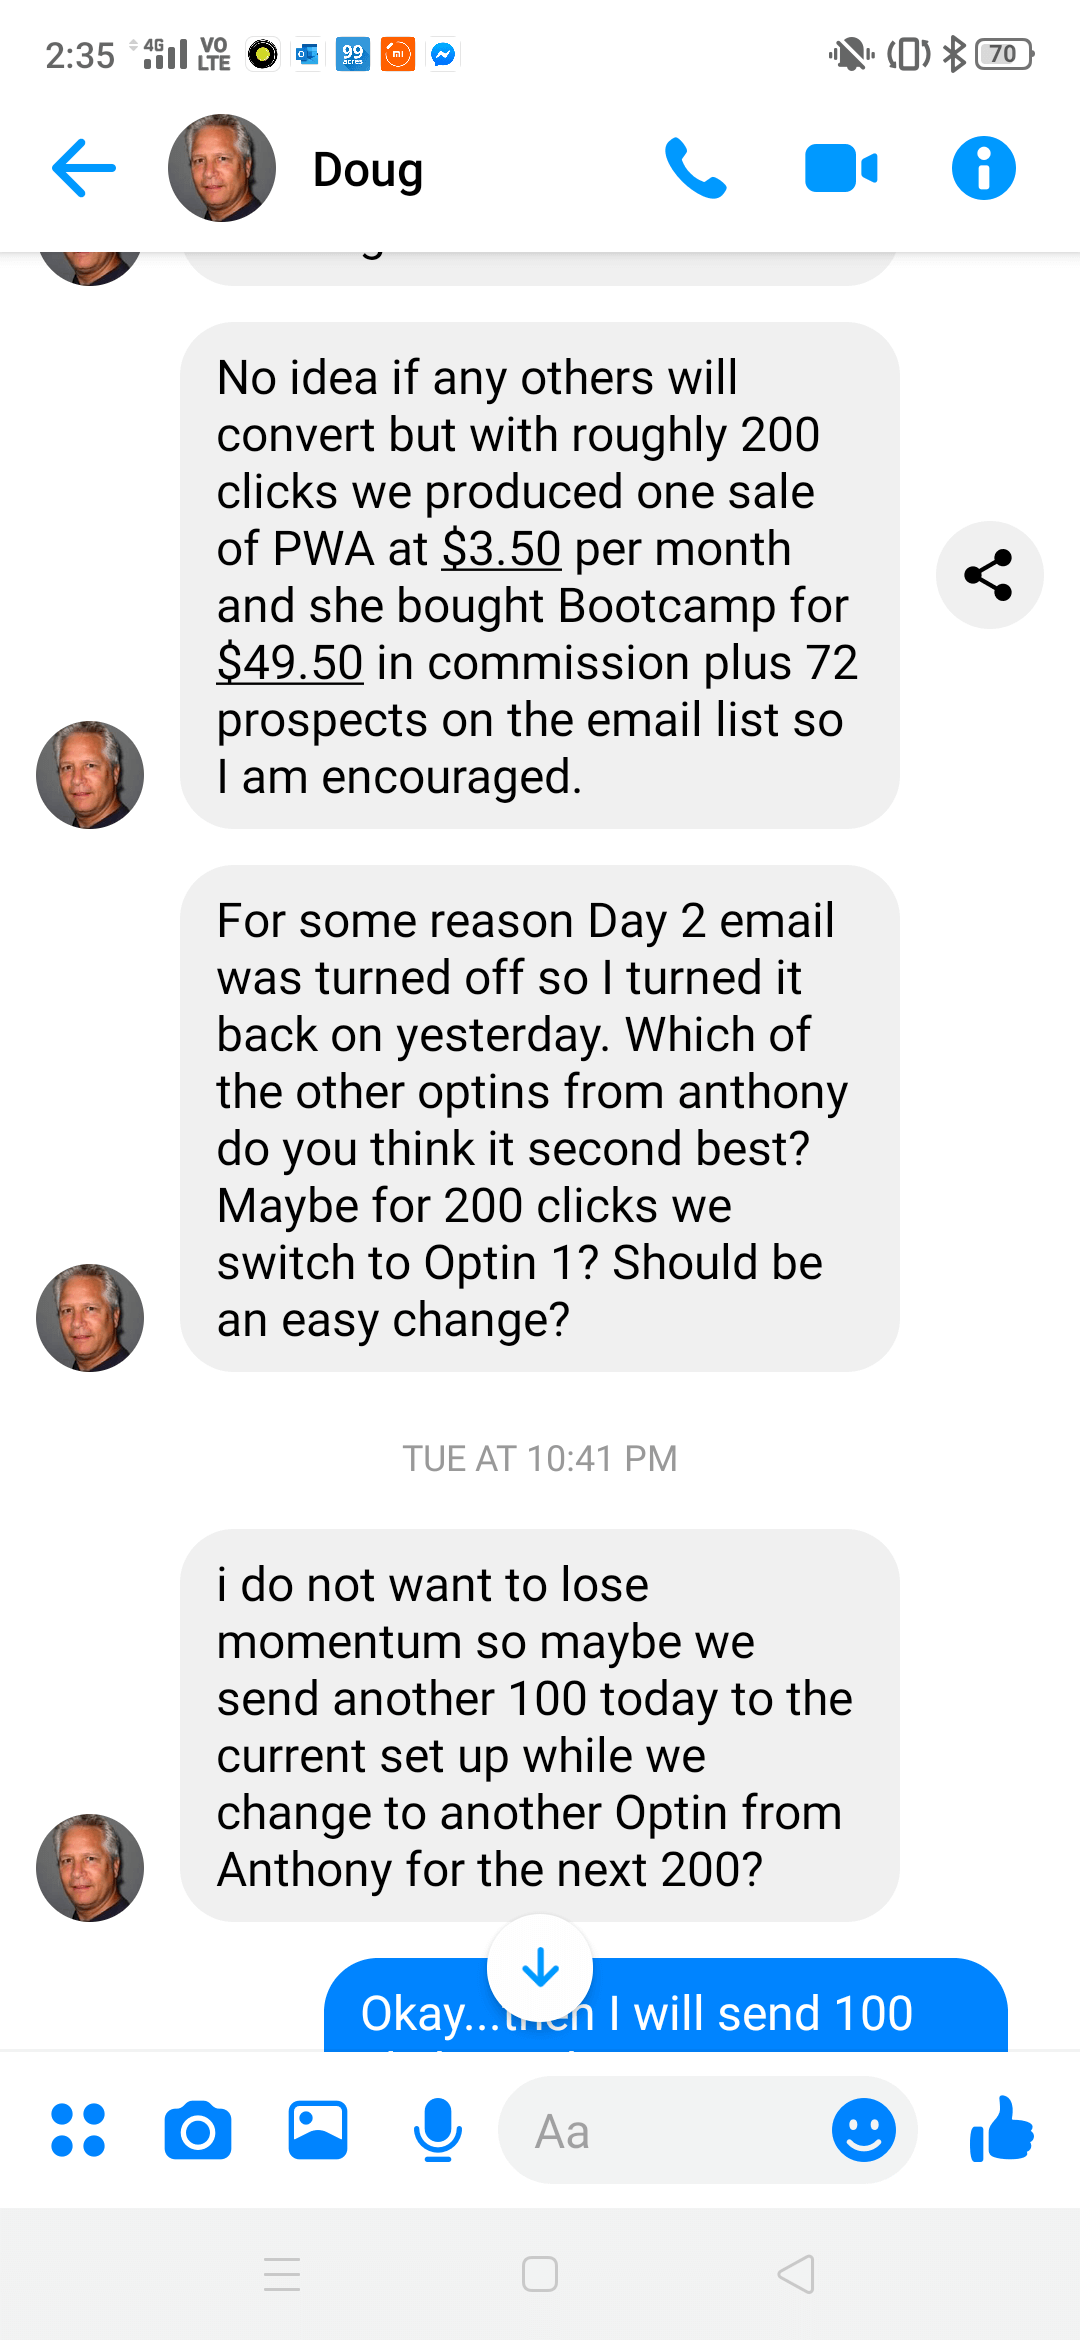 2:35 4G VO LTE 99 acres mi 70
Doug
No idea if any others will
convert but with roughly 200
clicks we produced one sale
of PWA at $3.50 per month
and she bought Bootcamp for
$49.50 in commission plus 72
prospects on the email list so
I am encouraged.
For some reason Day 2 email
was turned off so I turned it
back on yesterday. Which of
the other optins from anthony
do you think it second best?
Maybe for 200 clicks we
switch to Optin 1? Should be
an easy change?
TUE AT 10:41 PM
i do not want to lose
momentum so maybe we
send another 100 today to the
current set up while we
change to another Optin from
Anthony for the next 200?
Okay...then I will send 100
Aa